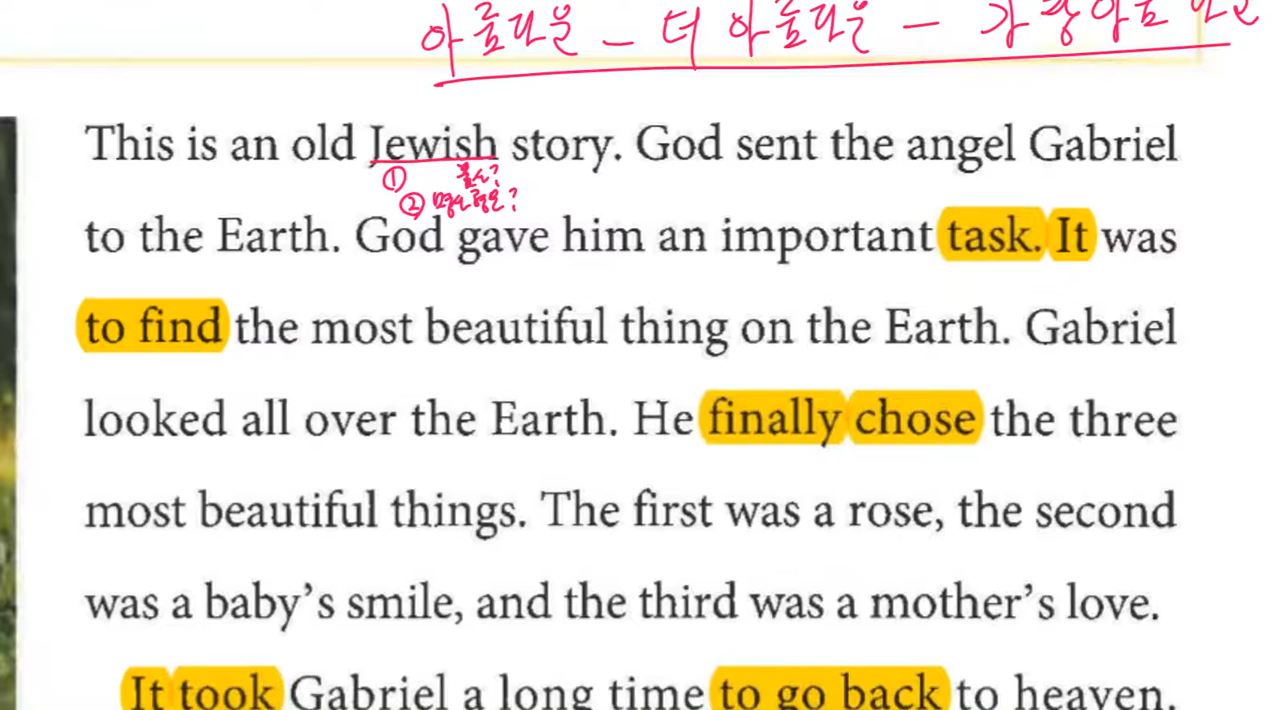 아름다운 – 더 아름다운 – 가장 아름다운
This is an old Jewish story. God sent the angel Gabriel
①
②
to the Earth. God gave him an important task. It was
to find the most beautiful thing on the Earth. Gabriel
looked all over the Earth. He finally chose the three
most beautiful things. The first was a rose, the second
was a baby’s smile, and the third was a mother’s love.
It took Gabriel a long time to go back to heaven.